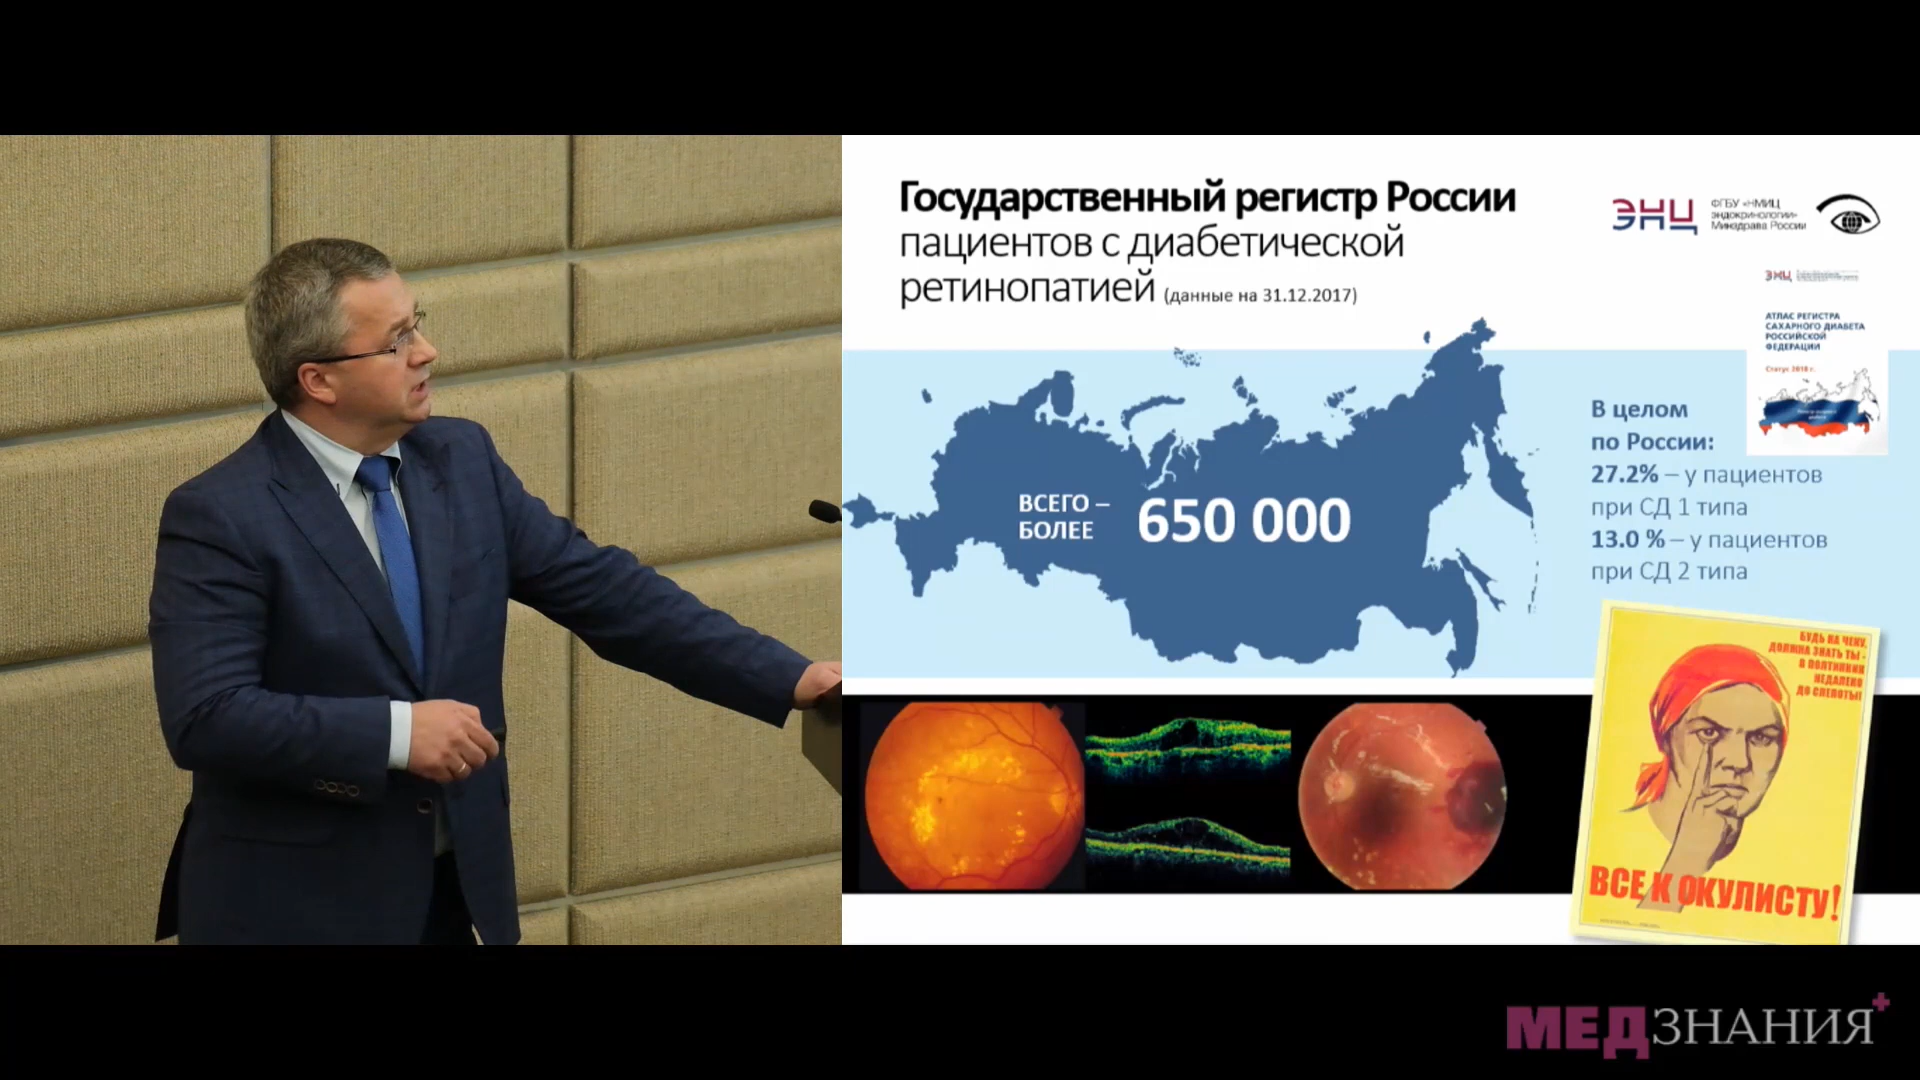 Государственный регистр России
пациентов с диабетической
ретинопатией (данные на 31.12.2017)
ЭНЦ
ФГБУ «НМИЦ
эндокринологии»
Минздрава России
ЭНЦ
АТЛАС РЕГИСТРА
САХАРНОГО ДИАБЕТА
РОССИЙСКОЙ
ФЕДЕРАЦИИ
Статус 2018 г.
ВСЕГО –
БОЛЕЕ
650 000
В целом
по России:
27.2% – у пациентов
при СД 1 типа
13.0 % – у пациентов
при СД 2 типа
БУДЬ НА ЧЕКУ,
ДОЛЖНА ЗНАТЬ ТЫ -
В ПОЛТИННИК
НЕДАЛЕКО
ДО СЛЕПОТЫ!
ВСЕ К ОКУЛИСТУ!
МЕДЗНАНИЯ+